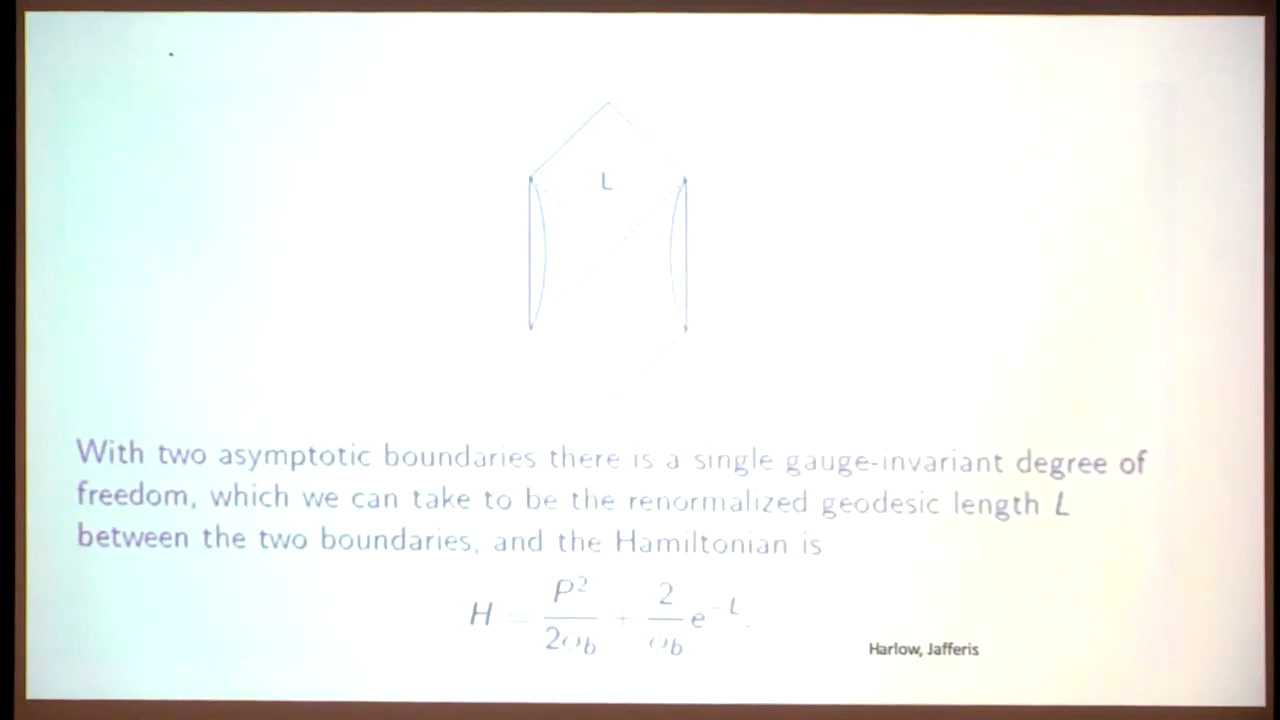 L
With two asymptotic boundaries there is a single gauge-invariant degree of
freedom, which we can take to be the renormalized geodesic length L
between the two boundaries, and the Hamiltonian is
H = P²/2ϕb + 2/ϕb e^-L.
Harlow, Jafferis